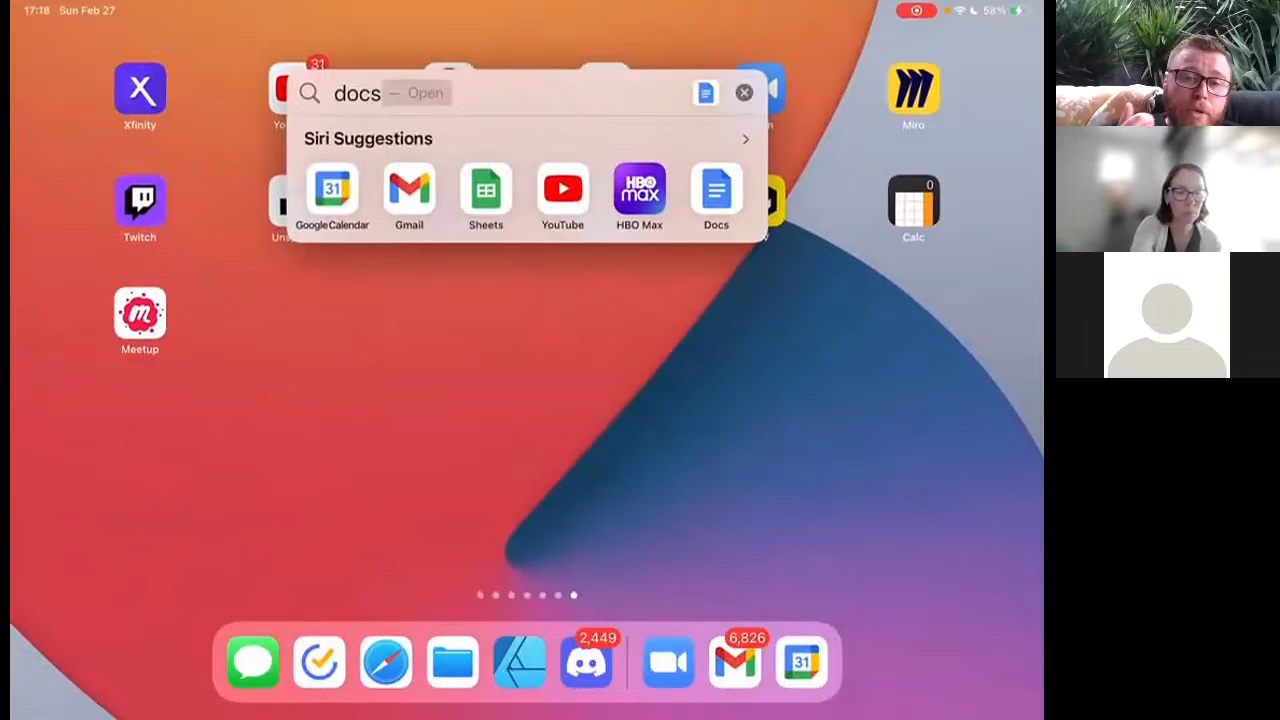 17:18 Sun Feb 27
58%
31
docs — Open
Siri Suggestions
31
Google Calendar
Gmail
Sheets
YouTube
HBO max
HBO Max
Docs
Xfinity
Miro
Twitch
0
Calc
Meetup
2,449
6,826
31